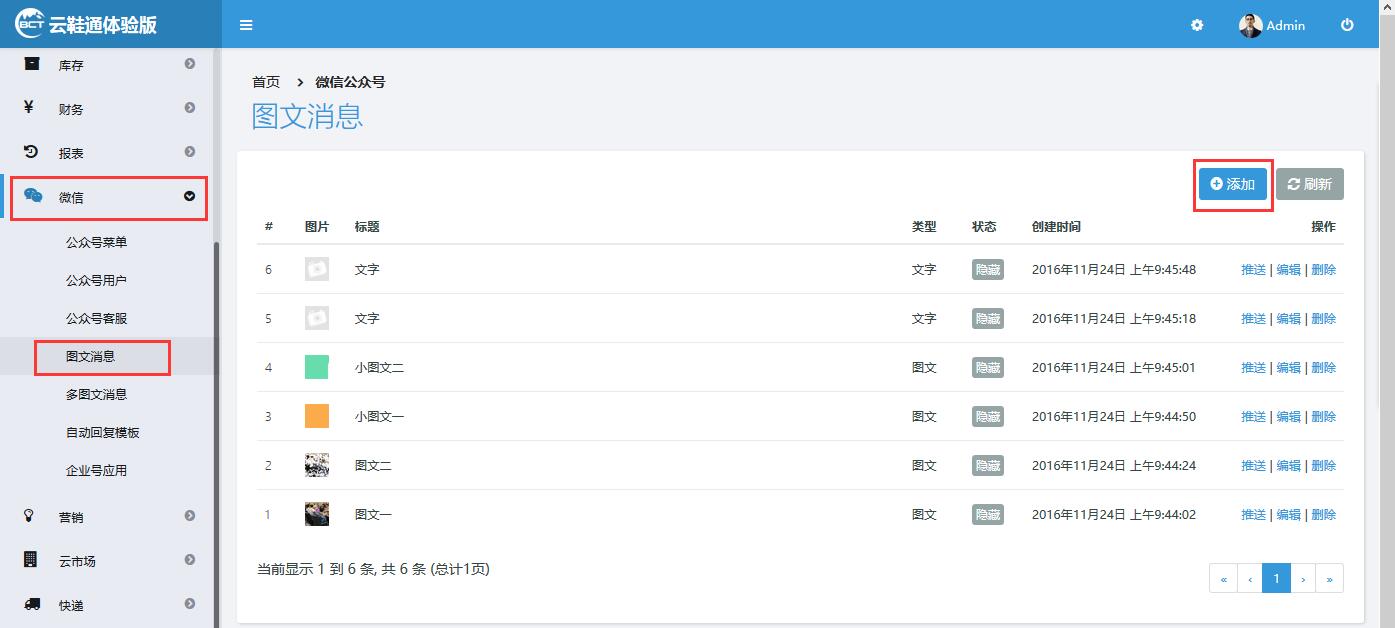 BCT 云鞋通体验版
Admin
库存
财务
报表
微信
公众号菜单
公众号用户
公众号客服
图文消息
多图文消息
自动回复模板
企业号应用
营销
云市场
快递
首页 > 微信公众号
图文消息
添加 刷新
# 图片 标题 类型 状态 创建时间 操作
6 文字 文字 隐藏 2016年11月24日 上午9:45:48 推送 | 编辑 | 删除
5 文字 文字 隐藏 2016年11月24日 上午9:45:18 推送 | 编辑 | 删除
4 小图文二 图文 隐藏 2016年11月24日 上午9:45:01 推送 | 编辑 | 删除
3 小图文一 图文 隐藏 2016年11月24日 上午9:44:50 推送 | 编辑 | 删除
2 图文二 图文 隐藏 2016年11月24日 上午9:44:24 推送 | 编辑 | 删除
1 图文一 图文 隐藏 2016年11月24日 上午9:44:02 推送 | 编辑 | 删除
当前显示 1 到 6 条, 共 6 条 (总计1页)
« ‹ 1 › »